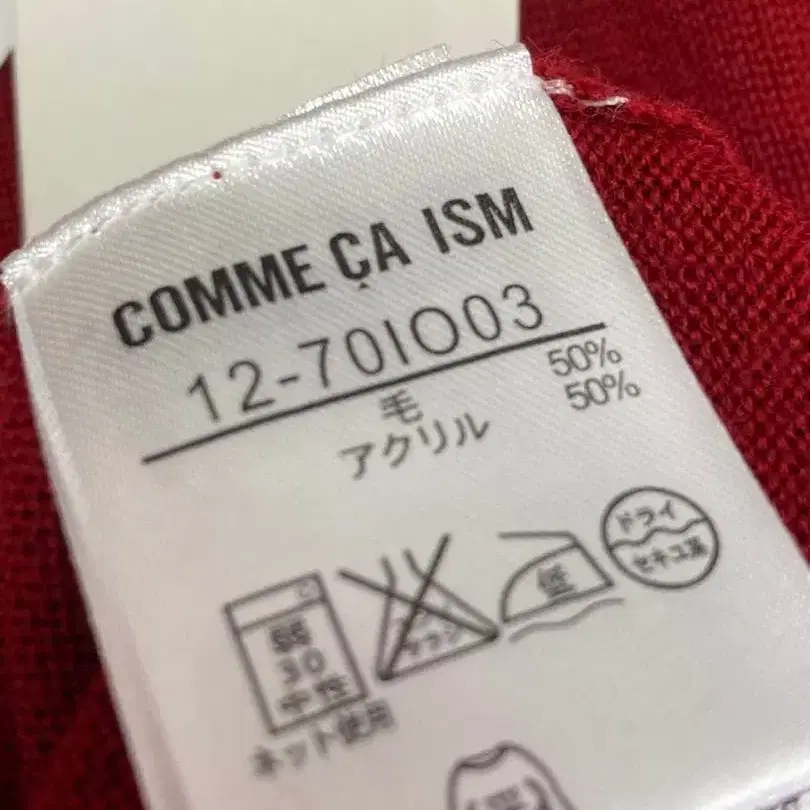 COMME ÇA ISM
12-70IO03
毛 50%
アクリル 50%
弱
30
中性
ネット使用
低
ドライ
セキユ系
平